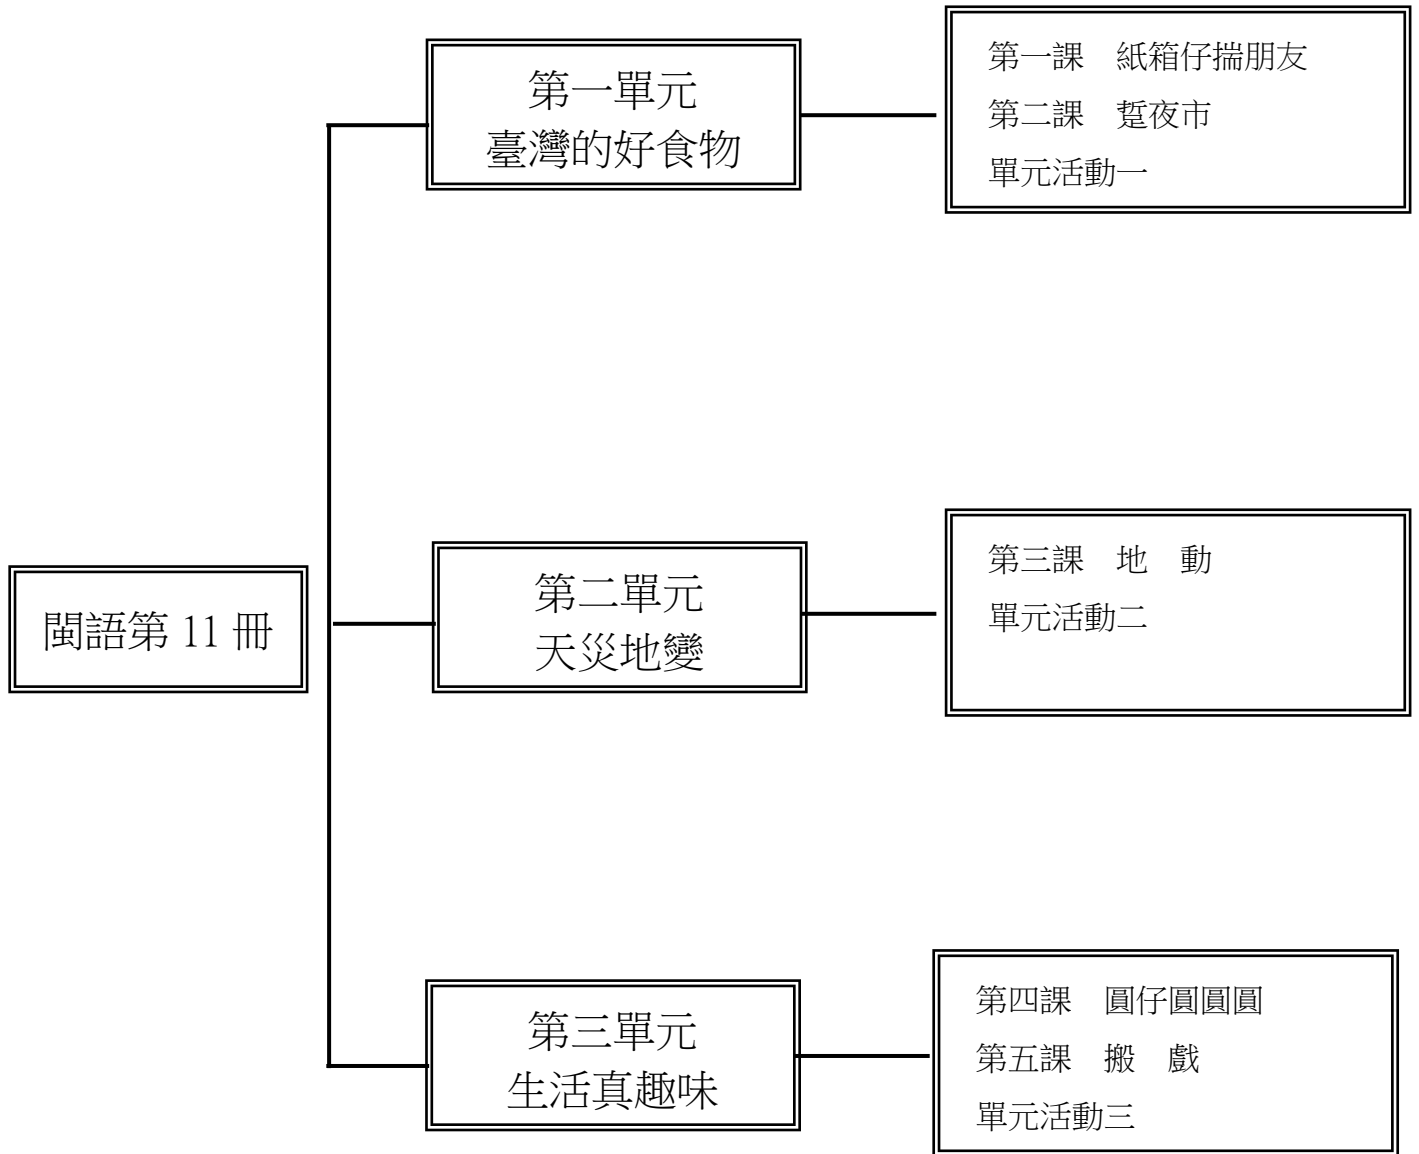 閩語第 11 冊
第一單元
臺灣的好食物
第一課　紙箱仔揣朋友
第二課　踅夜市
單元活動一
第二單元
天災地變
第三課　地　動
單元活動二
第三單元
生活真趣味
第四課　圓仔圓圓圓
第五課　搬　戲
單元活動三